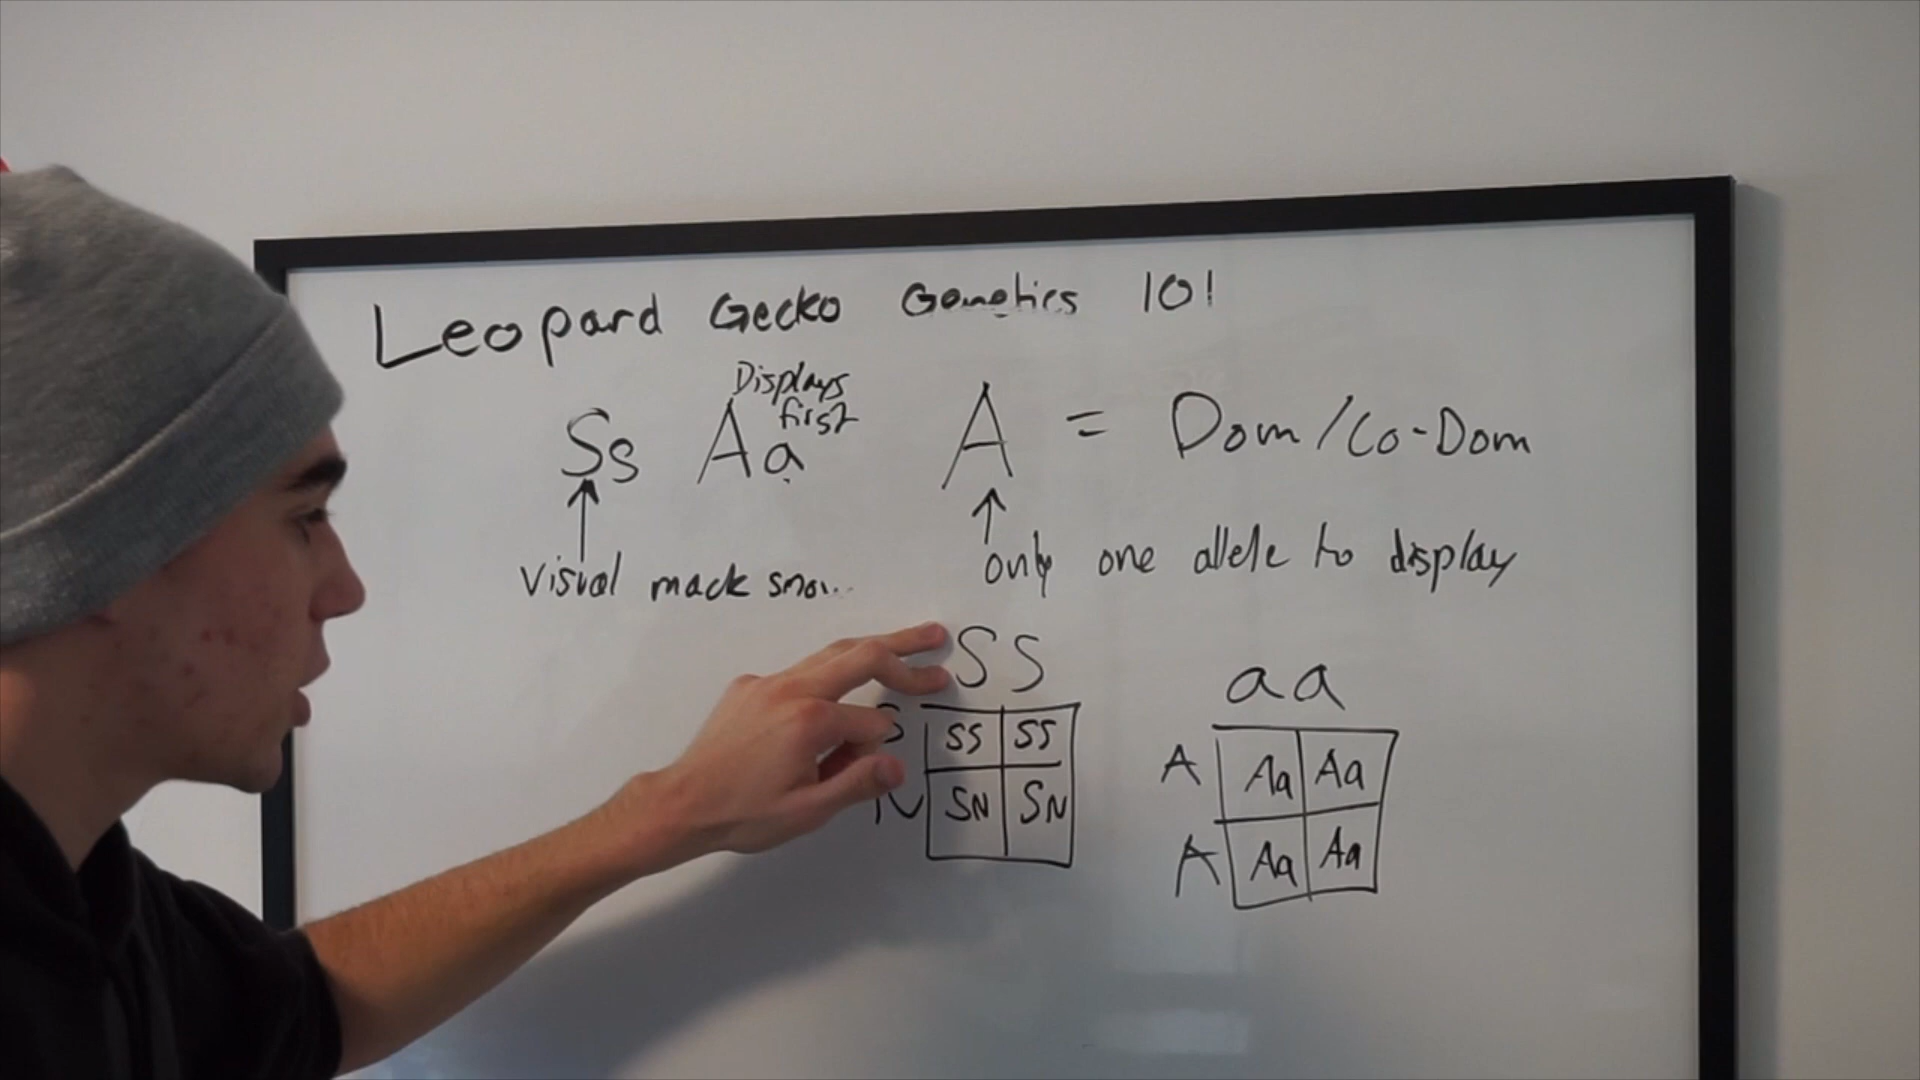 Leopard Gecko Genetics 101
Displays
first
Ss Aa A = Dom/Co-Dom
Visual mack
only one allele to display
SS
S SS SS
N SN SN
aa
A Aa Aa
A Aa Aa